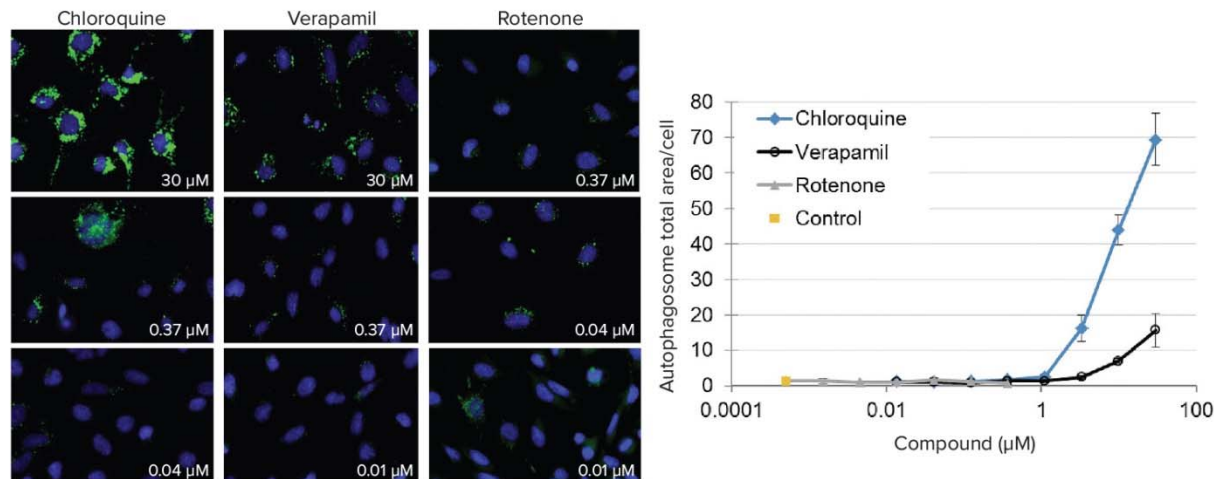 Chloroquine Verapamil Rotenone
30 µM 30 µM 0.37 µM
0.37 µM 0.37 µM 0.04 µM
0.04 µM 0.01 µM 0.01 µM
Autophagosome total area/cell
80
70
60
50
40
30
20
10
0
Chloroquine
Verapamil
Rotenone
Control
0.0001 0.01 1 100
Compound (µM)